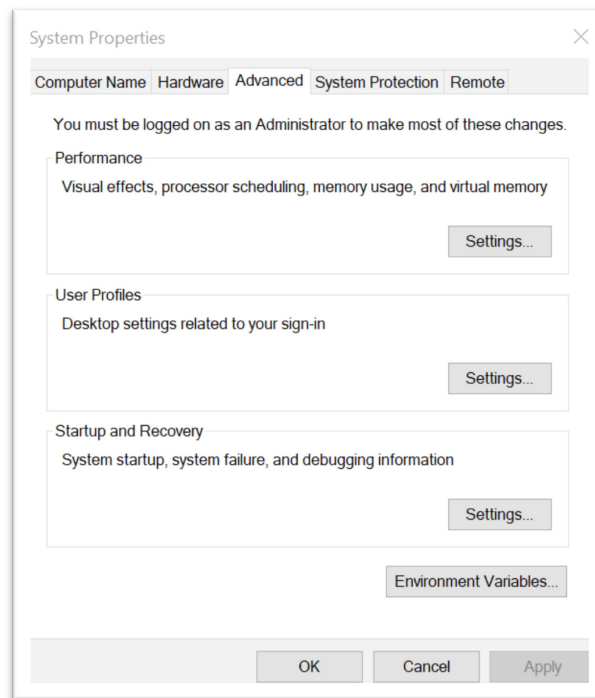 System Properties
Computer Name Hardware Advanced System Protection Remote
You must be logged on as an Administrator to make most of these changes.
Performance
Visual effects, processor scheduling, memory usage, and virtual memory
Settings...
User Profiles
Desktop settings related to your sign-in
Settings...
Startup and Recovery
System startup, system failure, and debugging information
Settings...
Environment Variables...
OK Cancel Apply